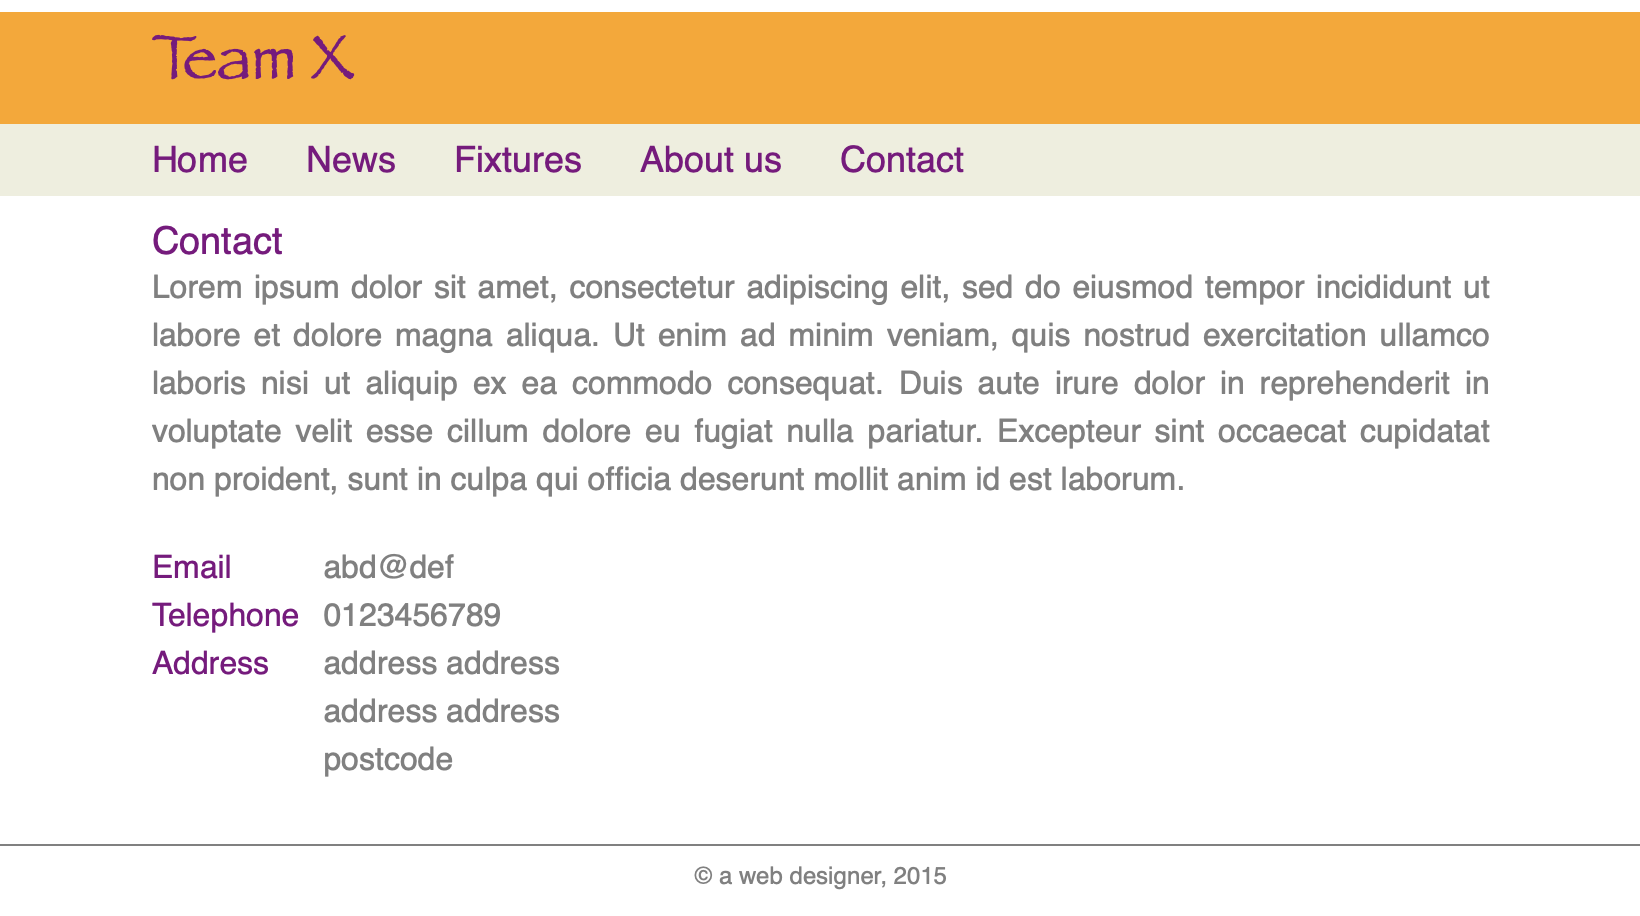 Team X
Home News Fixtures About us Contact
Contact
Lorem ipsum dolor sit amet, consectetur adipiscing elit, sed do eiusmod tempor incididunt ut
labore et dolore magna aliqua. Ut enim ad minim veniam, quis nostrud exercitation ullamco
laboris nisi ut aliquip ex ea commodo consequat. Duis aute irure dolor in reprehenderit in
voluptate velit esse cillum dolore eu fugiat nulla pariatur. Excepteur sint occaecat cupidatat
non proident, sunt in culpa qui officia deserunt mollit anim id est laborum.
Email abd@def
Telephone 0123456789
Address address address
address address
postcode
© a web designer, 2015